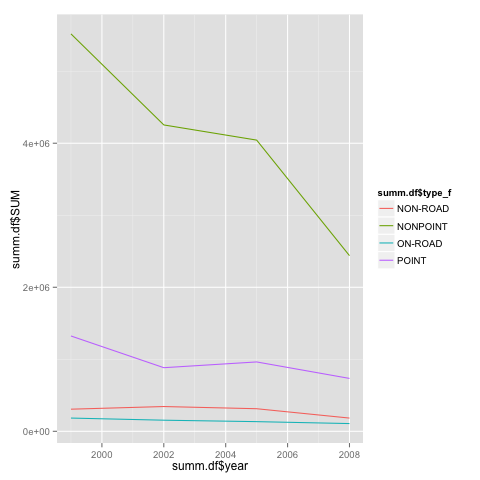 4e+06
2e+06
0e+00
summ.df$SUM
2000
2002
2004
2006
2008
summ.df$year
summ.df$type_f
NON-ROAD
NONPOINT
ON-ROAD
POINT